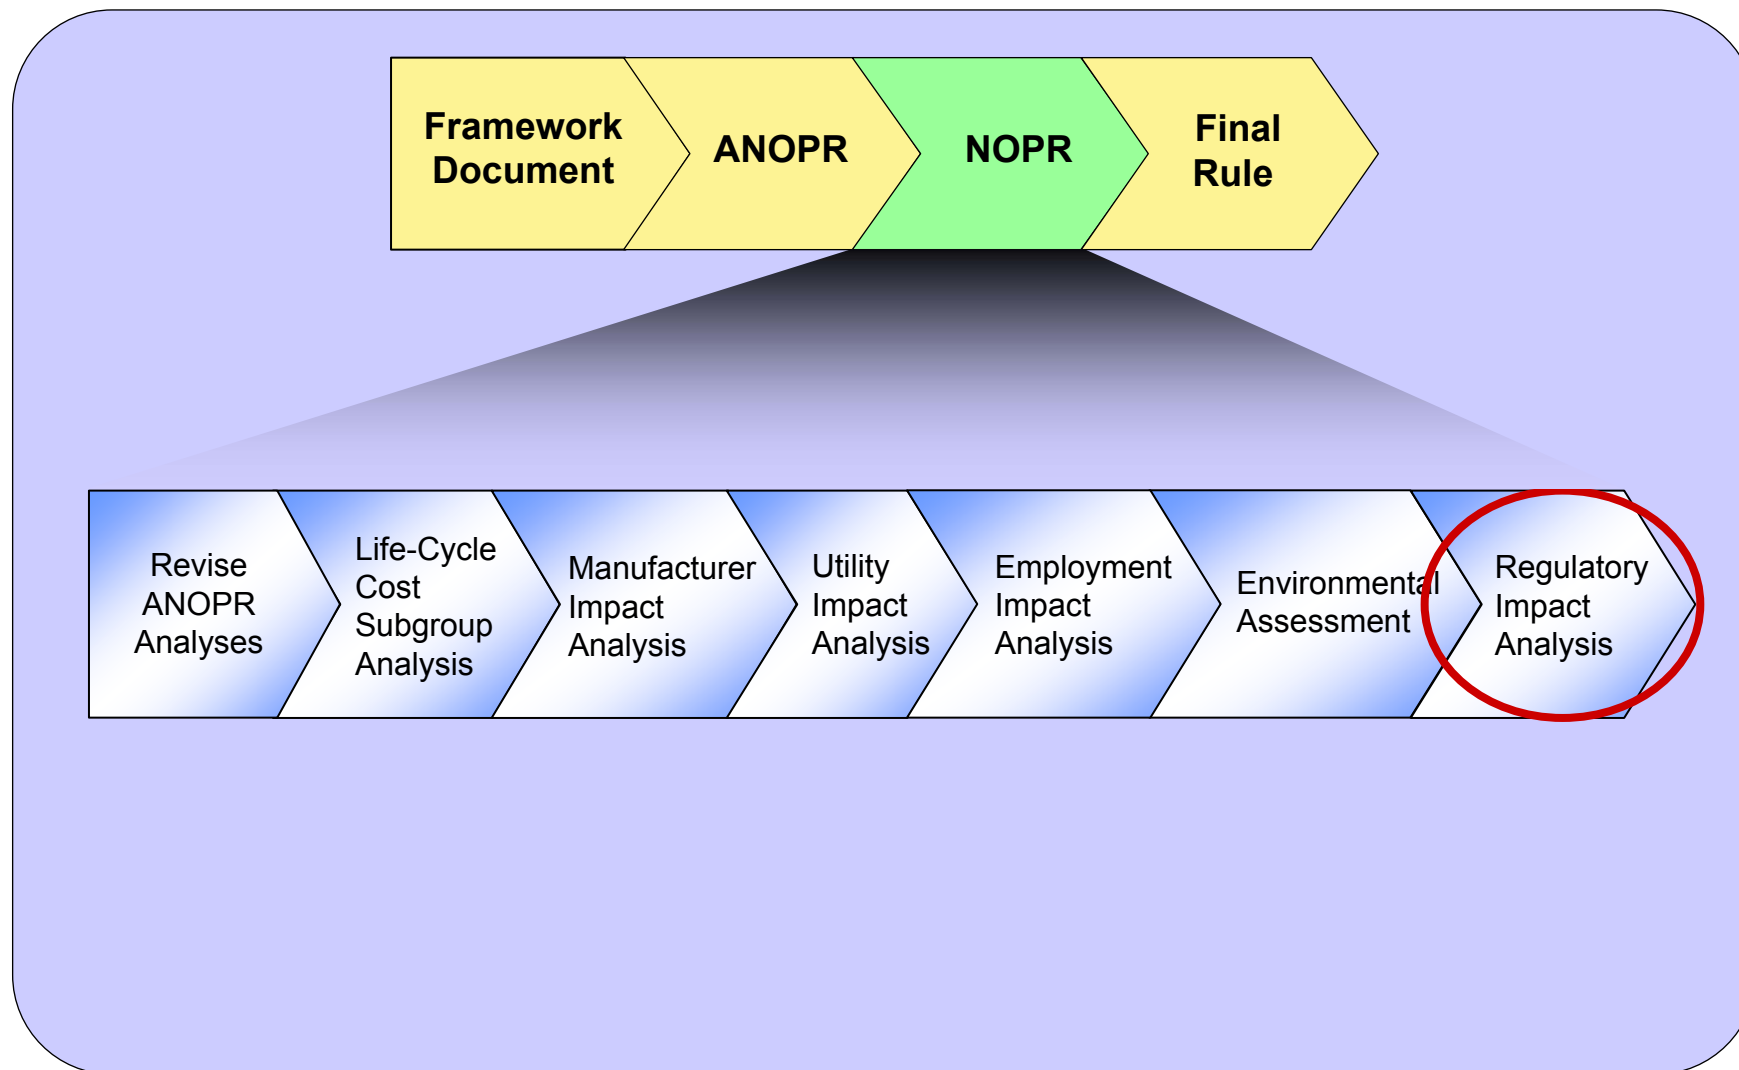 Framework
Document
ANOPR
NOPR
Final
Rule
Revise
ANOPR
Analyses
Life-Cycle
Cost
Subgroup
Analysis
Manufacturer
Impact
Analysis
Utility
Impact
Analysis
Employment
Impact
Analysis
Environmental
Assessment
Regulatory
Impact
Analysis